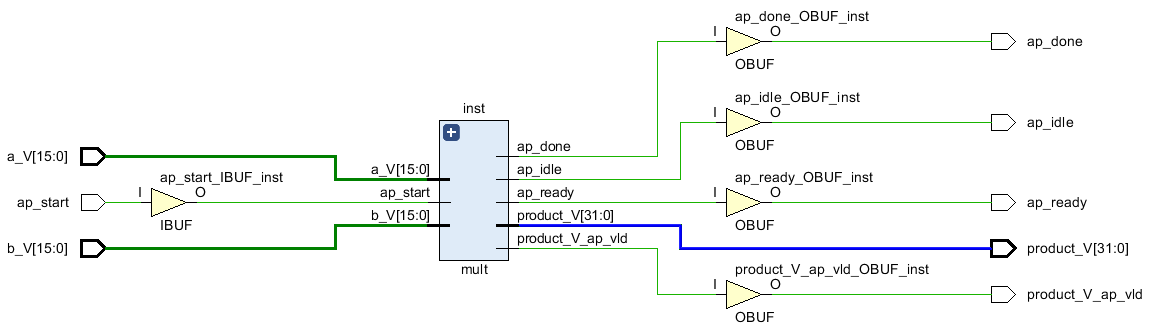 ap_done_OBUF_inst
I
O
ap_done
OBUF
ap_idle_OBUF_inst
I
O
ap_idle
OBUF
inst
a_V[15:0]
a_V[15:0]
ap_done
ap_idle
ap_start_IBUF_inst
I
O
ap_start
IBUF
ap_start
ap_ready
ap_ready_OBUF_inst
I
O
ap_ready
OBUF
b_V[15:0]
b_V[15:0]
product_V[31:0]
product_V[31:0]
product_V_ap_vld
mult
product_V_ap_vld_OBUF_inst
I
O
product_V_ap_vld
OBUF